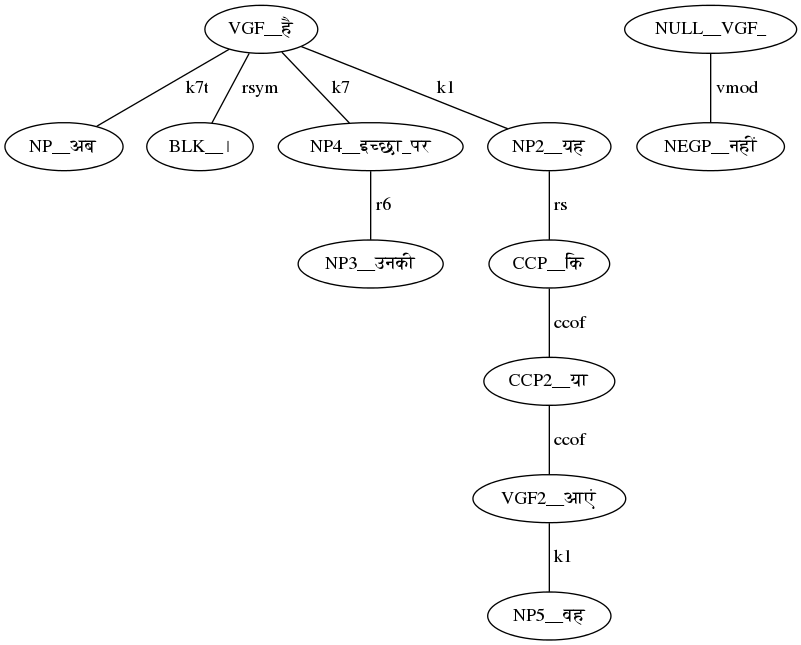 VGF__है NULL__VGF_
k7t rsym k7 k1 vmod
NP__अब BLK__। NP4__इच्छा_पर NP2__यह NEGP__नहीं
r6 rs
NP3__उनकी CCP__कि
ccof
CCP2__या
ccof
VGF2__आएं
k1
NP5__वह